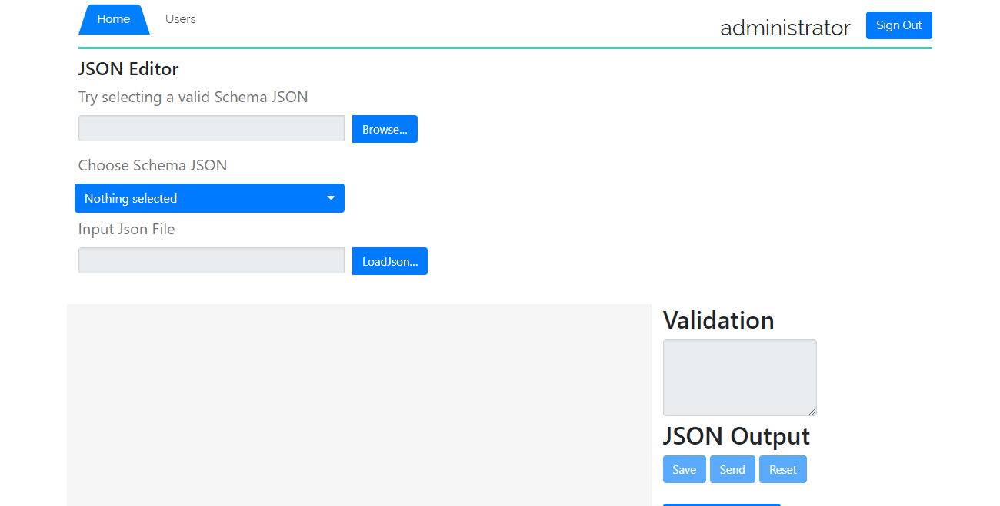 Home Users administrator Sign Out
JSON Editor
Try selecting a valid Schema JSON
Browse...
Choose Schema JSON
Nothing selected
Input Json File
LoadJson...
Validation
JSON Output
Save Send Reset